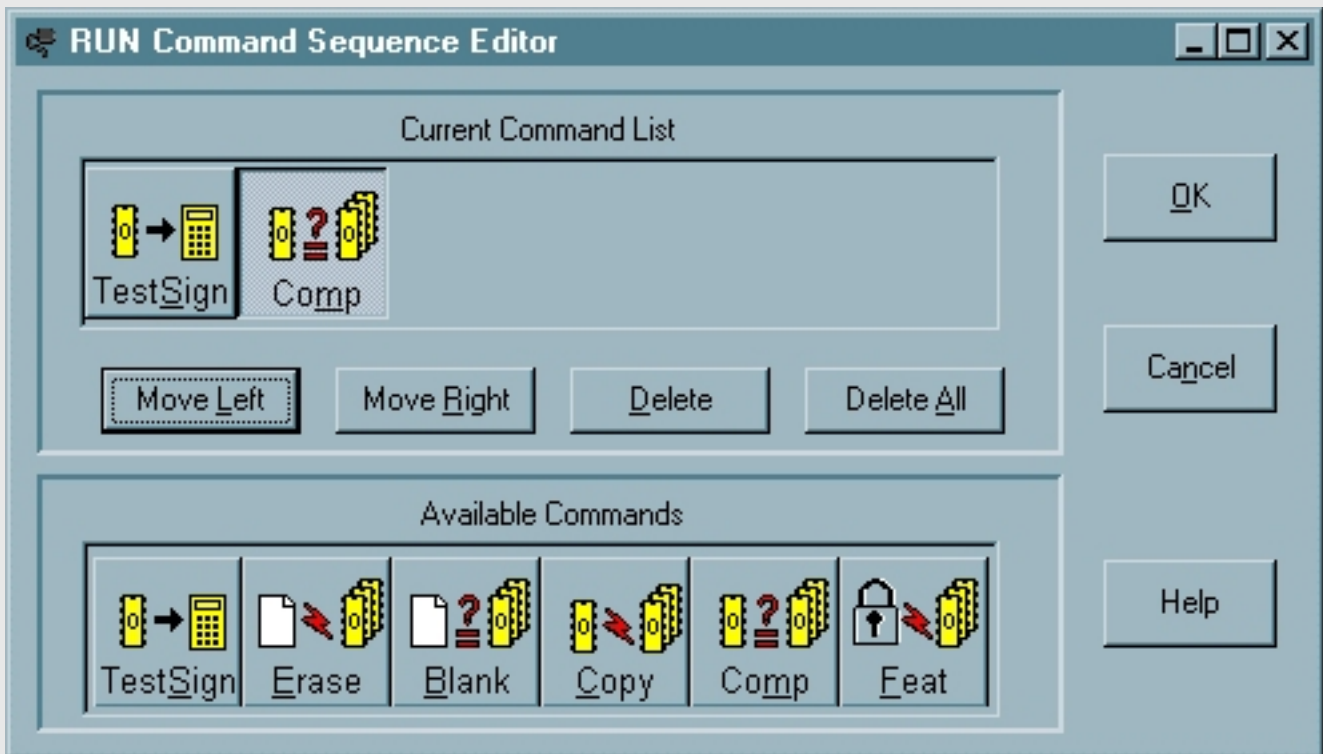 RUN Command Sequence Editor
Current Command List
TestSign Comp
OK
Move Left Move Right Delete Delete All
Cancel
Available Commands
TestSign Erase Blank Copy Comp Feat
Help